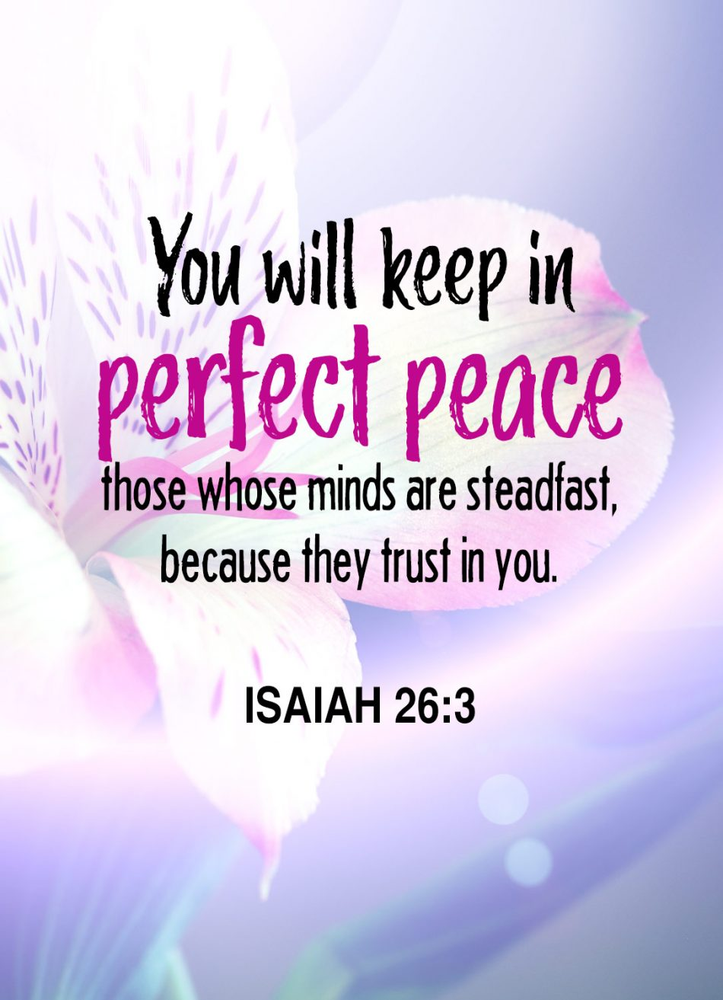 You will keep in
perfect peace
those whose minds are steadfast,
because they trust in you.
ISAIAH 26:3